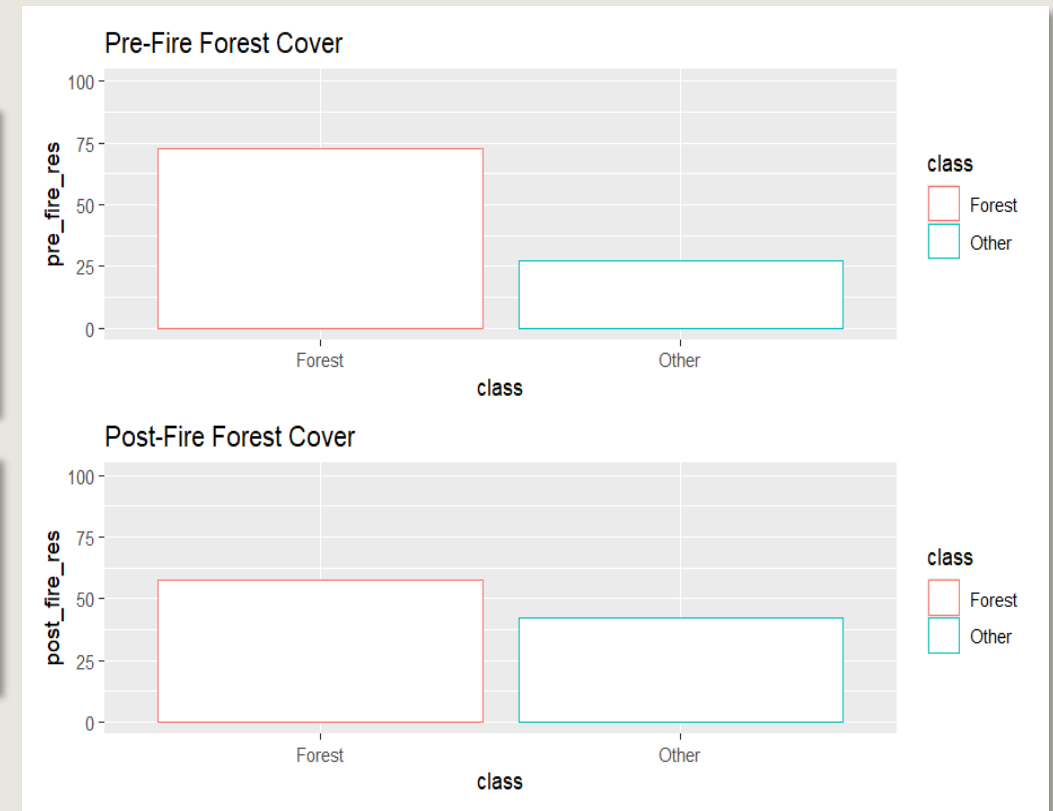 Pre-Fire Forest Cover
100
75
50
25
0
pre_fire_res
Forest
Other
class
class
Forest
Other
Post-Fire Forest Cover
100
75
50
25
0
post_fire_res
Forest
Other
class
class
Forest
Other